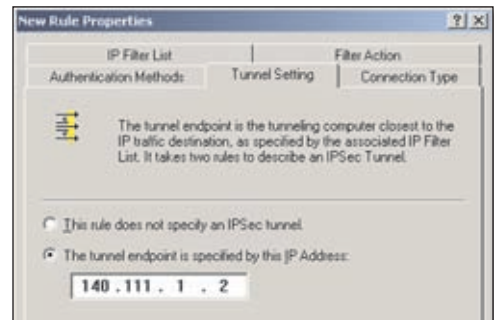 New Rule Properties
IP Filter List
Filter Action
Authentication Methods
Tunnel Setting
Connection Type
The tunnel endpoint is the tunneling computer closest to the
IP traffic destination, as specified by the associated IP Filter
List. It takes two rules to describe an IPSec Tunnel.
This rule does not specify an IPSec tunnel.
The tunnel endpoint is specified by this IP Address:
140 . 111 . 1 . 2